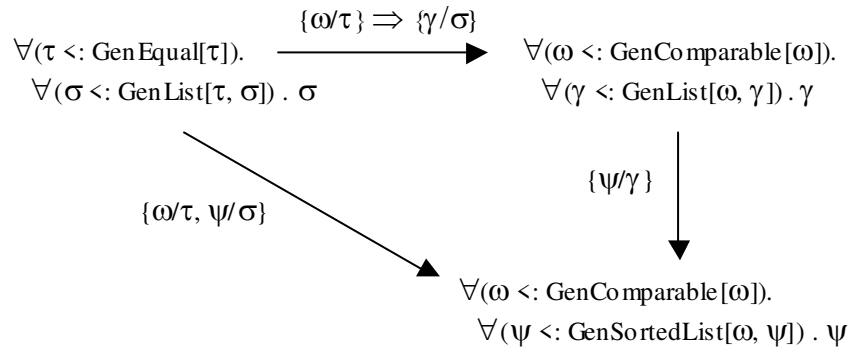 {ω/τ} ⇒ {γ/σ}
∀(τ <: GenEqual[τ]).
∀(σ <: GenList[τ, σ]) . σ
∀(ω <: GenComparable[ω]).
∀(γ <: GenList[ω, γ]) . γ
{ψ/γ}
{ω/τ, ψ/σ}
∀(ω <: GenComparable[ω]).
∀(ψ <: GenSortedList[ω, ψ]) . ψ